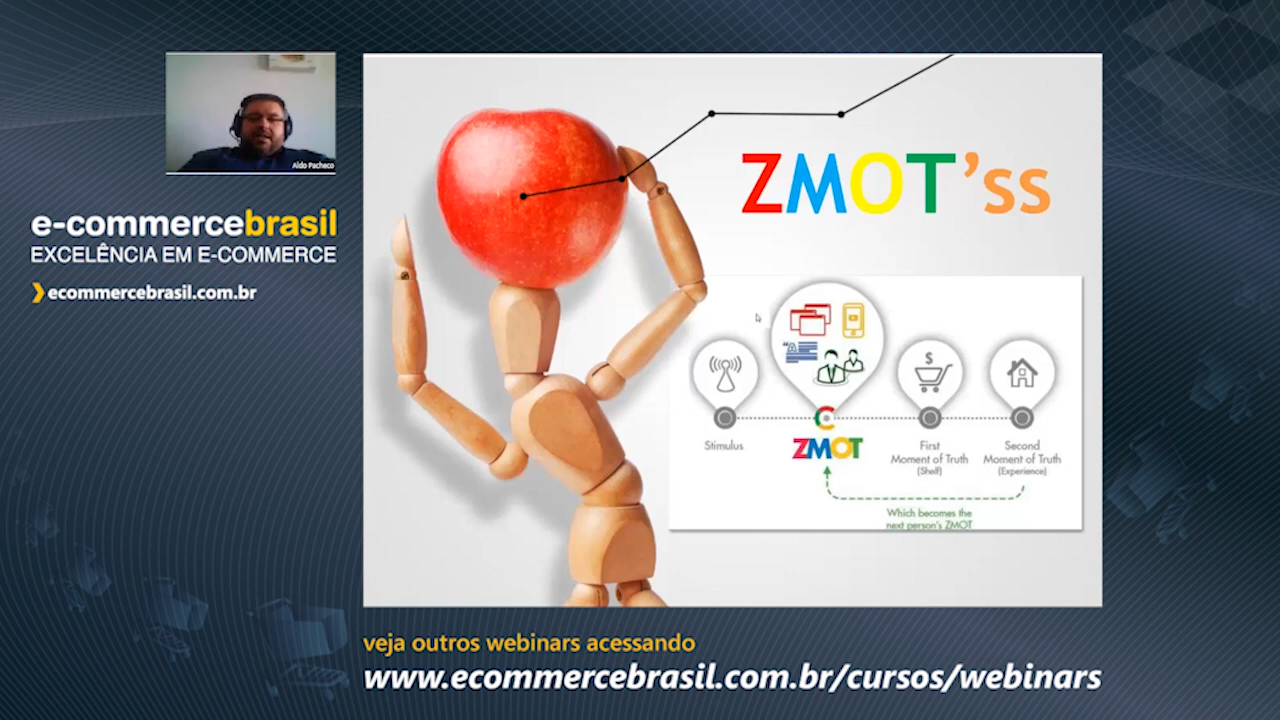 Aldo Pacheco
e-commercebrasil
EXCELÊNCIA EM E-COMMERCE
ecommercebrasil.com.br
ZMOT'ss
$
"A
Stimulus
ZMOT
First
Moment of Truth
(Shelf)
Second
Moment of Truth
(Experience)
Which becomes the
next person's ZMOT
veja outros webinars acessando
www.ecommercebrasil.com.br/cursos/webinars